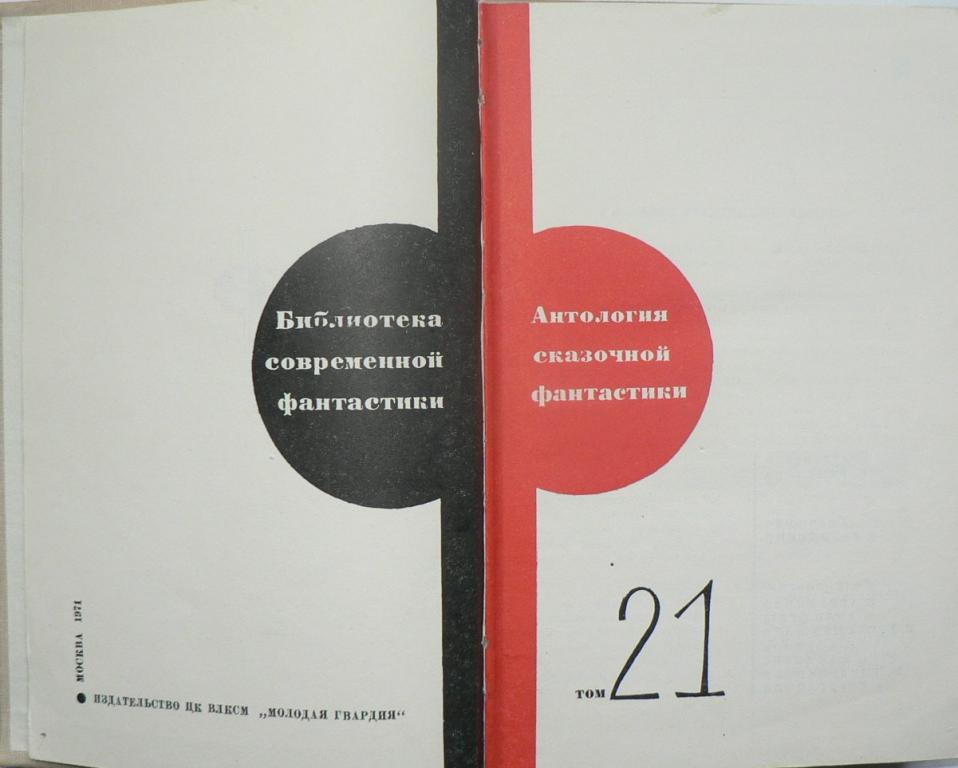 Библиотека
современной
фантастики
МОСКВА 1971
ИЗДАТЕЛЬСТВО ЦК ВЛКСМ „МОЛОДАЯ ГВАРДИЯ“
Антология
сказочной
фантастики
том 21